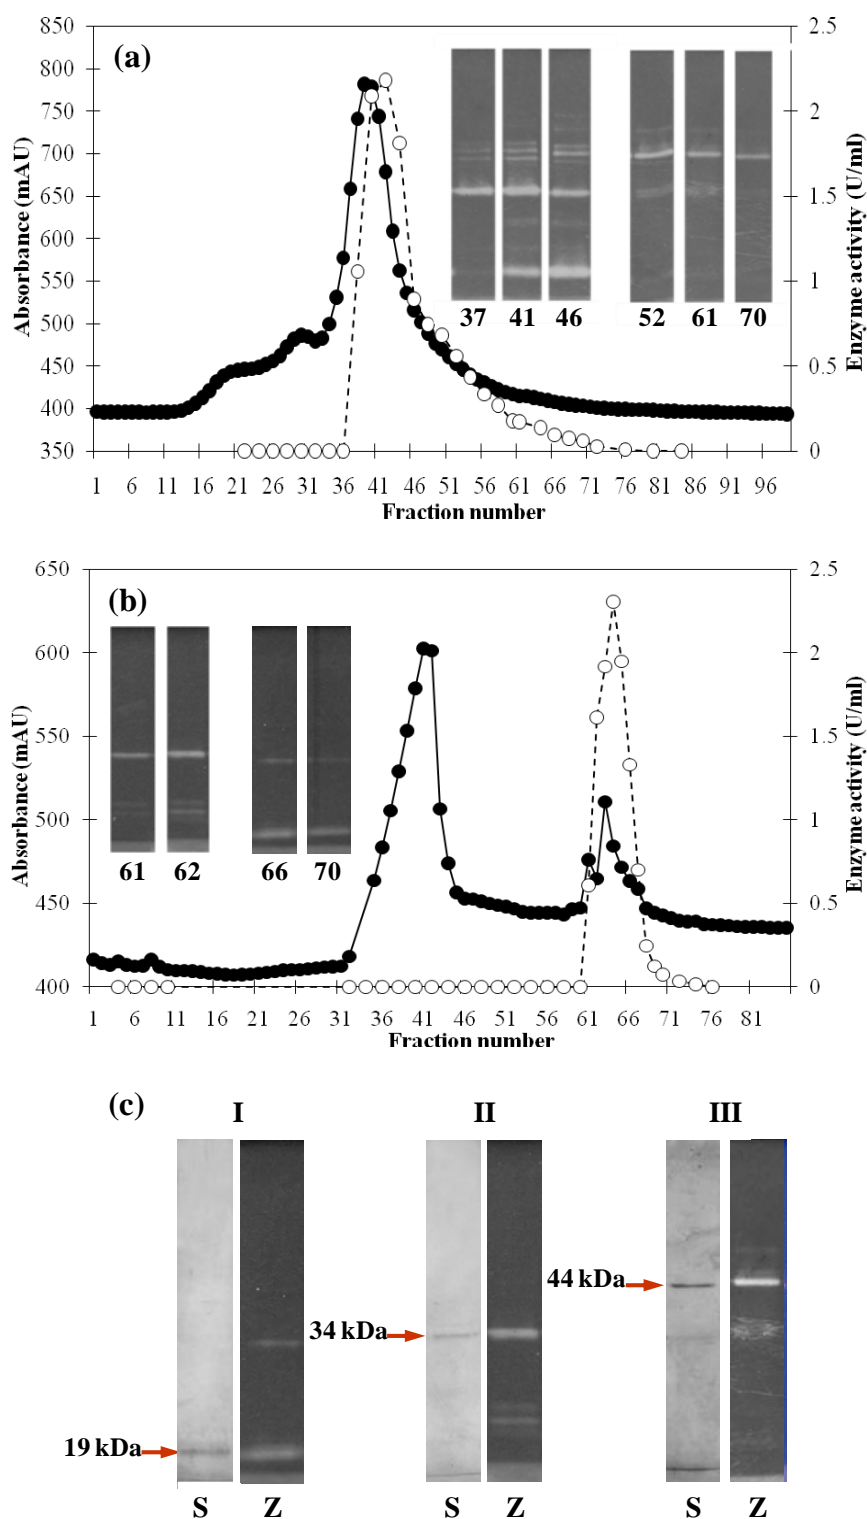 (a)
850
800
750
700
650
600
550
500
450
400
350
Absorbance (mAU)
2.5
2
1.5
1
0.5
0
Enzyme activity (U/ml)
37 41 46 52 61 70
1 6 11 16 21 26 31 36 41 46 51 56 61 66 71 76 81 86 91 96
Fraction number
(b)
650
600
550
500
450
400
Absorbance (mAU)
2.5
2
1.5
1
0.5
0
Enzyme activity (U/ml)
61 62 66 70
1 6 11 16 21 26 31 36 41 46 51 56 61 66 71 76 81
Fraction number
(c)
I II III
44 kDa
34 kDa
19 kDa
S Z S Z S Z